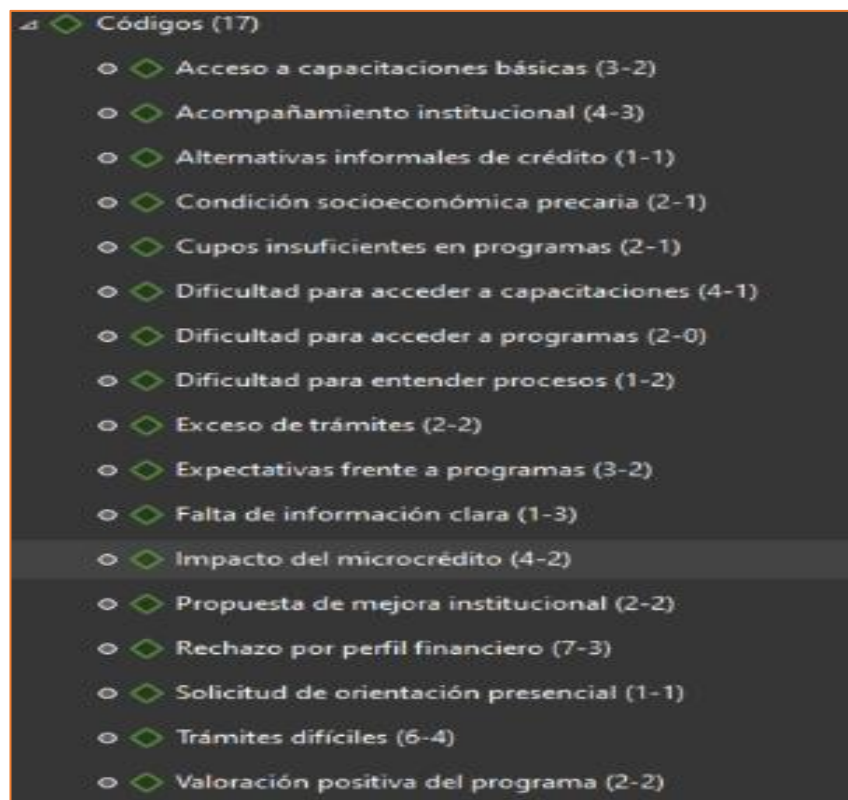 Códigos (17)
Acceso a capacitaciones básicas (3-2)
Acompañamiento institucional (4-3)
Alternativas informales de crédito (1-1)
Condición socioeconómica precaria (2-1)
Cupos insuficientes en programas (2-1)
Dificultad para acceder a capacitaciones (4-1)
Dificultad para acceder a programas (2-0)
Dificultad para entender procesos (1-2)
Exceso de trámites (2-2)
Expectativas frente a programas (3-2)
Falta de información clara (1-3)
Impacto del microcrédito (4-2)
Propuesta de mejora institucional (2-2)
Rechazo por perfil financiero (7-3)
Solicitud de orientación presencial (1-1)
Trámites difíciles (6-4)
Valoración positiva del programa (2-2)